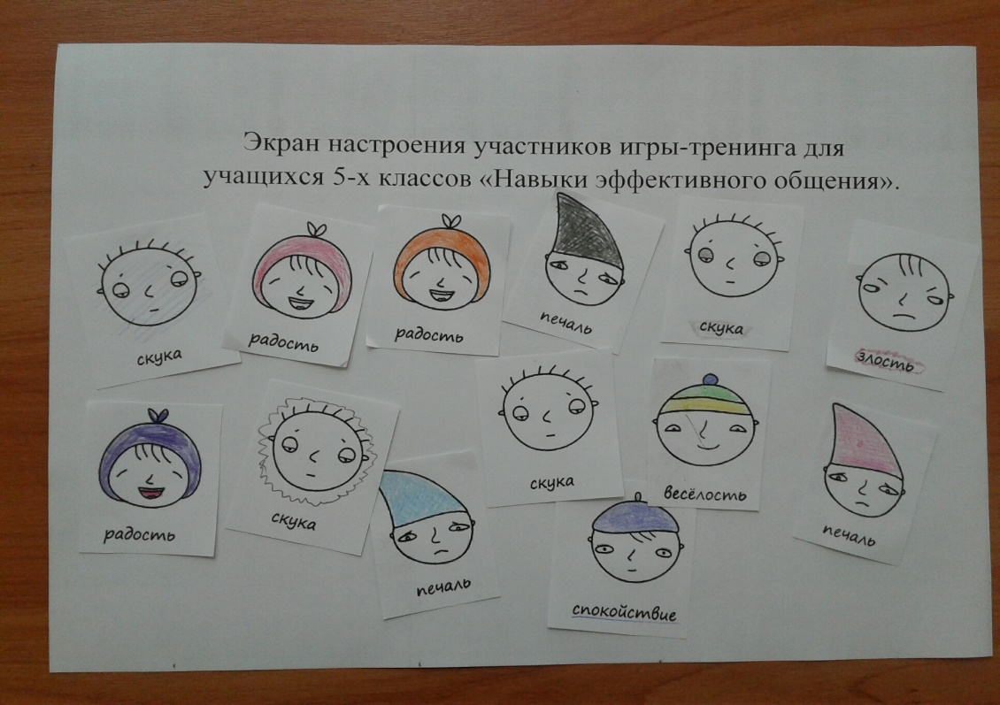 Экран настроения участников игры-тренинга для
учащихся 5-х классов «Навыки эффективного общения».
скука
радость
радость
печаль
скука
злость
радость
скука
печаль
скука
весёлость
спокойствие
печаль